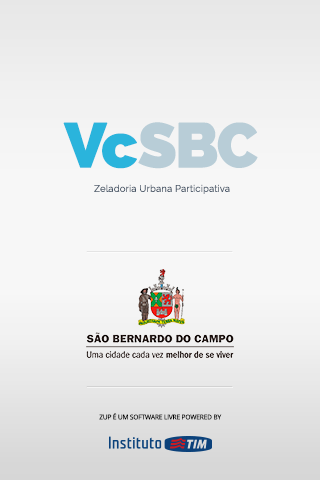 VcSBC
Zeladoria Urbana Participativa
SÃO BERNARDO DO CAMPO
Uma cidade cada vez melhor de se viver
ZUP É UM SOFTWARE LIVRE POWERED BY
Instituto TIM